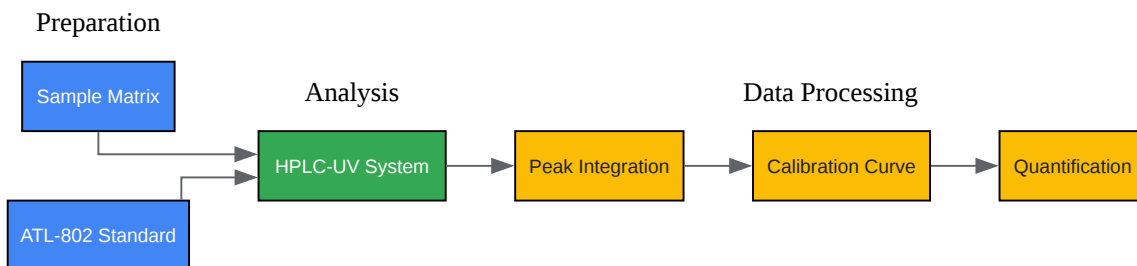 Preparation
Sample Matrix
Analysis
Data Processing
HPLC-UV System
Peak Integration
Calibration Curve
Quantification
ATL-802 Standard